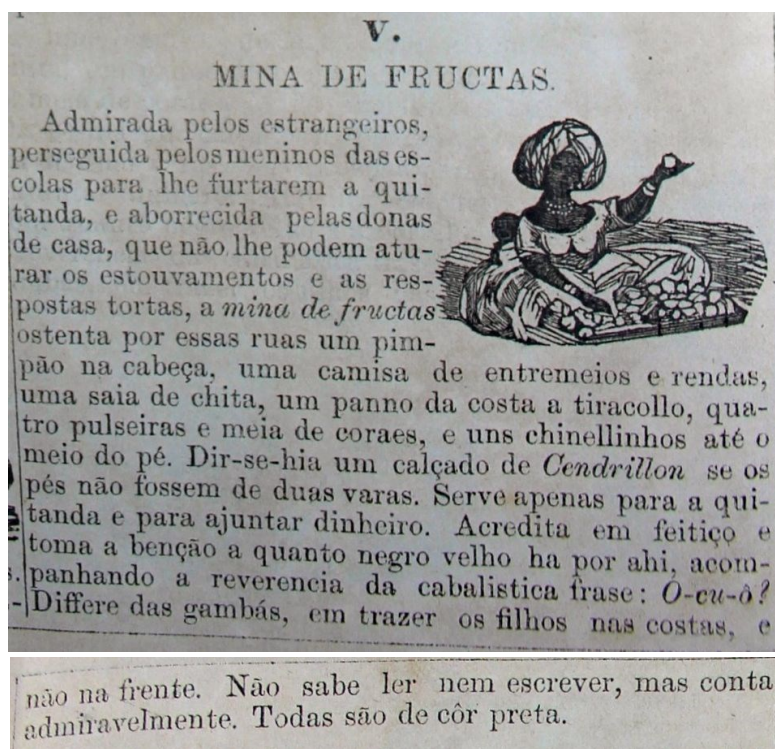 V.
MINA DE FRUCTAS.
Admirada pelos estrangeiros,
perseguida pelos meninos das es-
colas para lhe furtarem a qui-
tanda, e aborrecida pelas donas
de casa, que não lhe podem atu-
rar os estouvamentos e as res-
postas tortas, a mina de fructas
ostenta por essas ruas um pim-
pão na cabeça, uma camisa de entremeios e rendas,
uma saia de chita, um panno da costa a tiracollo, qua-
tro pulseiras e meia de coraes, e uns chinellinhos até o
meio do pé. Dir-se-hia um calçado de Cendrillon se os
pés não fossem de duas varas. Serve apenas para a qui-
tanda e para ajuntar dinheiro. Acredita em feitiço e
toma a benção a quanto negro velho ha por ahi, acom-
panhando a reverencia da cabalistica frase: O-cu-ô?
Differe das gambás, em trazer os filhos nas costas, e
não na frente. Não sabe ler nem escrever, mas conta
admiravelmente. Todas são de côr preta.